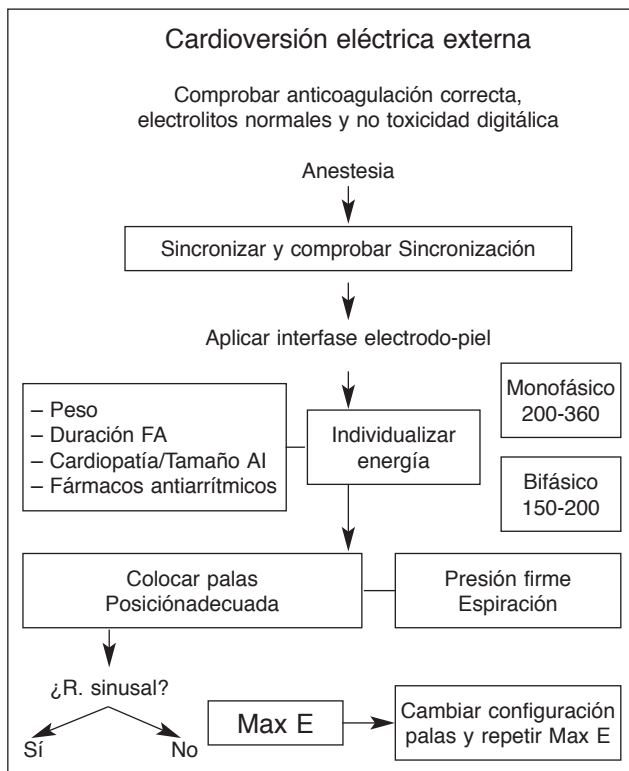 Cardioversión eléctrica externa
Comprobar anticoagulación correcta,
electrolitos normales y no toxicidad digitálica
Anestesia
Sincronizar y comprobar Sincronización
Aplicar interfase electrodo-piel
– Peso
– Duración FA
– Cardiopatía/Tamaño AI
– Fármacos antiarrítmicos
Individualizar
energía
Monofásico
200-360
Bifásico
150-200
Colocar palas
Posiciónadecuada
Presión firme
Espiración
¿R. sinusal?
Sí
No
Max E
Cambiar configuración
palas y repetir Max E